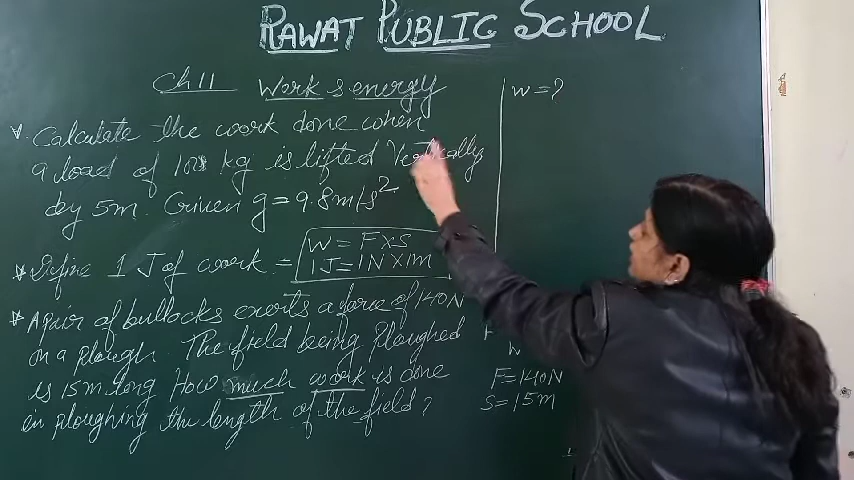 RAWAT PUBLIC SCHOOL
Ch 11 Work & energy
Calculate the work done when
a load of kg is lifted Vertically
by 5m. Given g = 9.8m/s²
Define 1 J of work =
W = F×S
1J = 1N×1m
A pair of bullocks exerts a force of 140N
on a plough. The field being ploughed
is 15m long How much work is done
in ploughing the length of the field?
W = ?
F
W
F = 140N
S = 15m